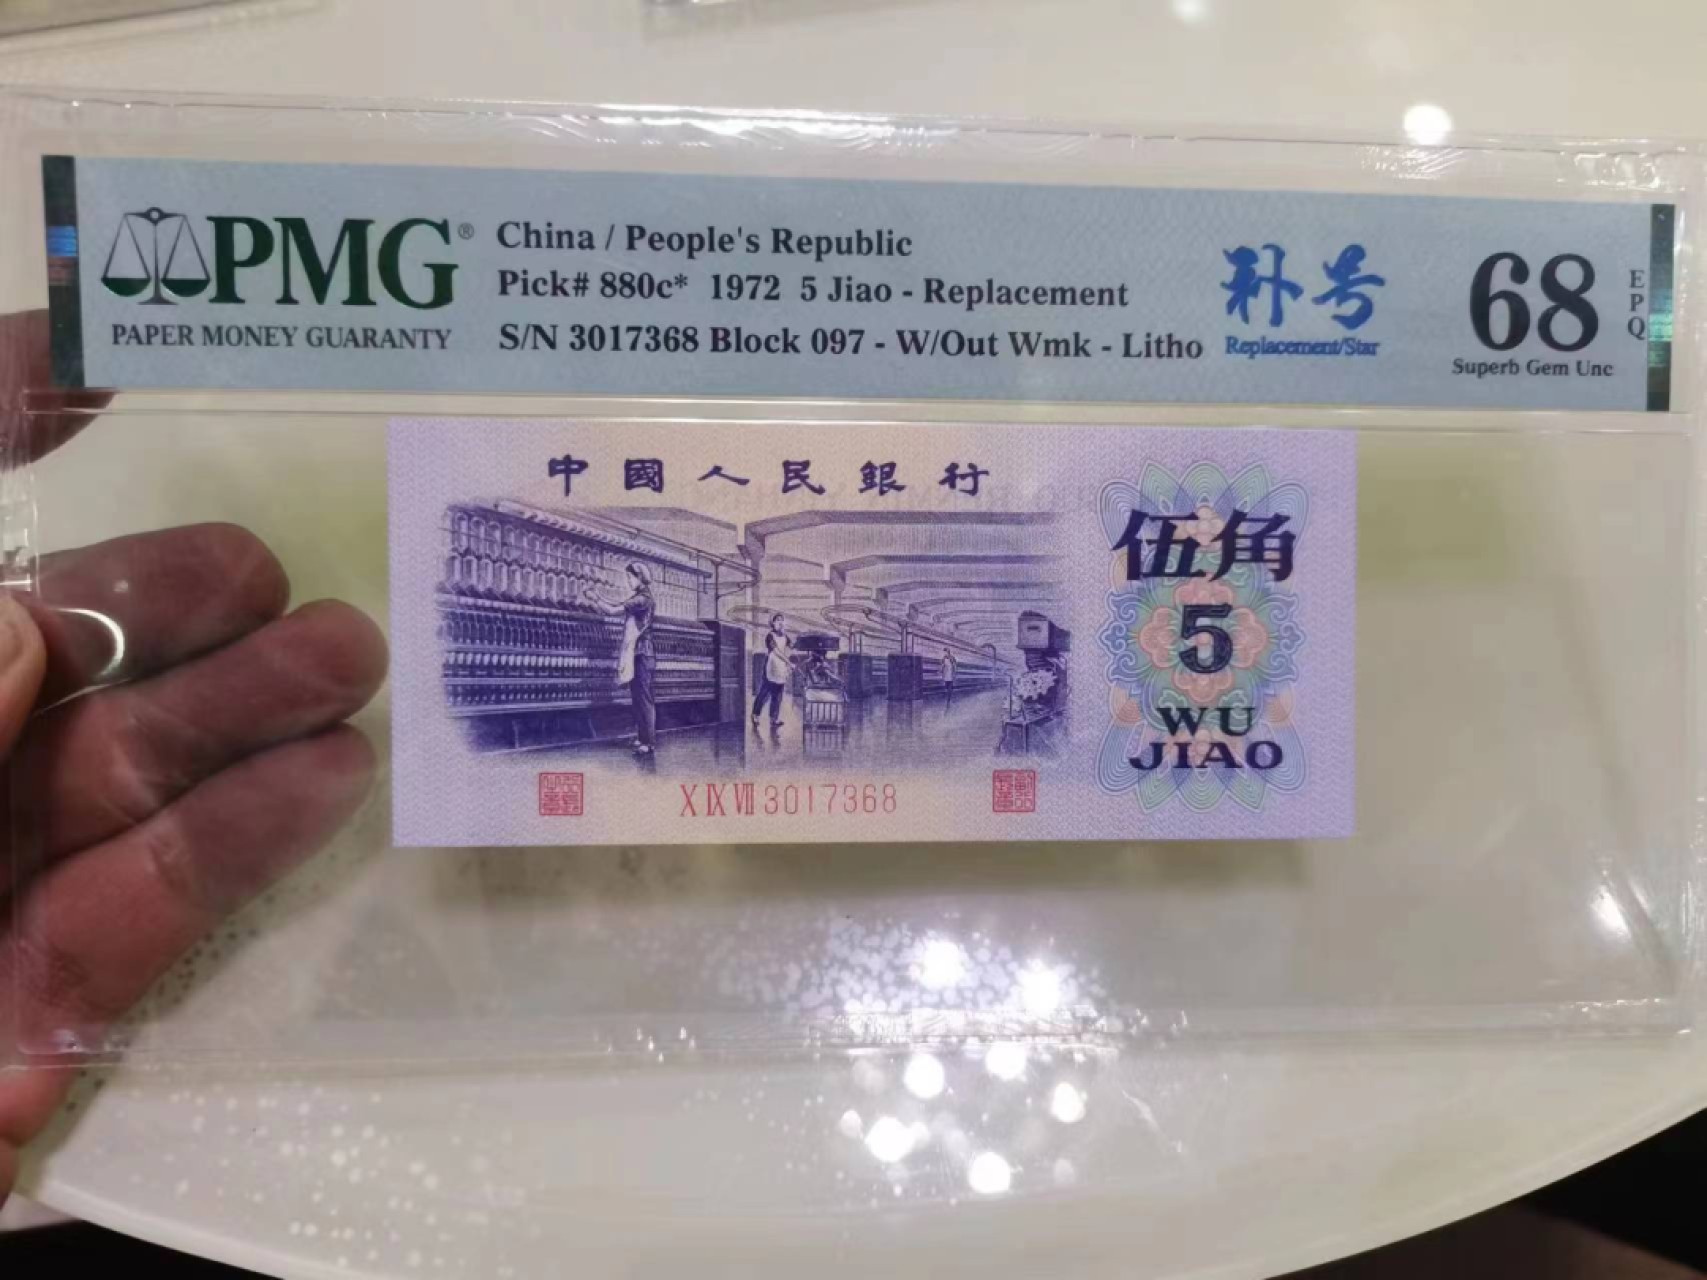 PMG®
PAPER MONEY GUARANTY
China / People's Republic
Pick# 880c* 1972 5 Jiao - Replacement
S/N 3017368 Block 097 - W/Out Wmk - Litho
补号
Replacement/Star
68
EPQ
Superb Gem Unc
中國人民銀行
伍角
5
WU
JIAO
X IX VII 3017368